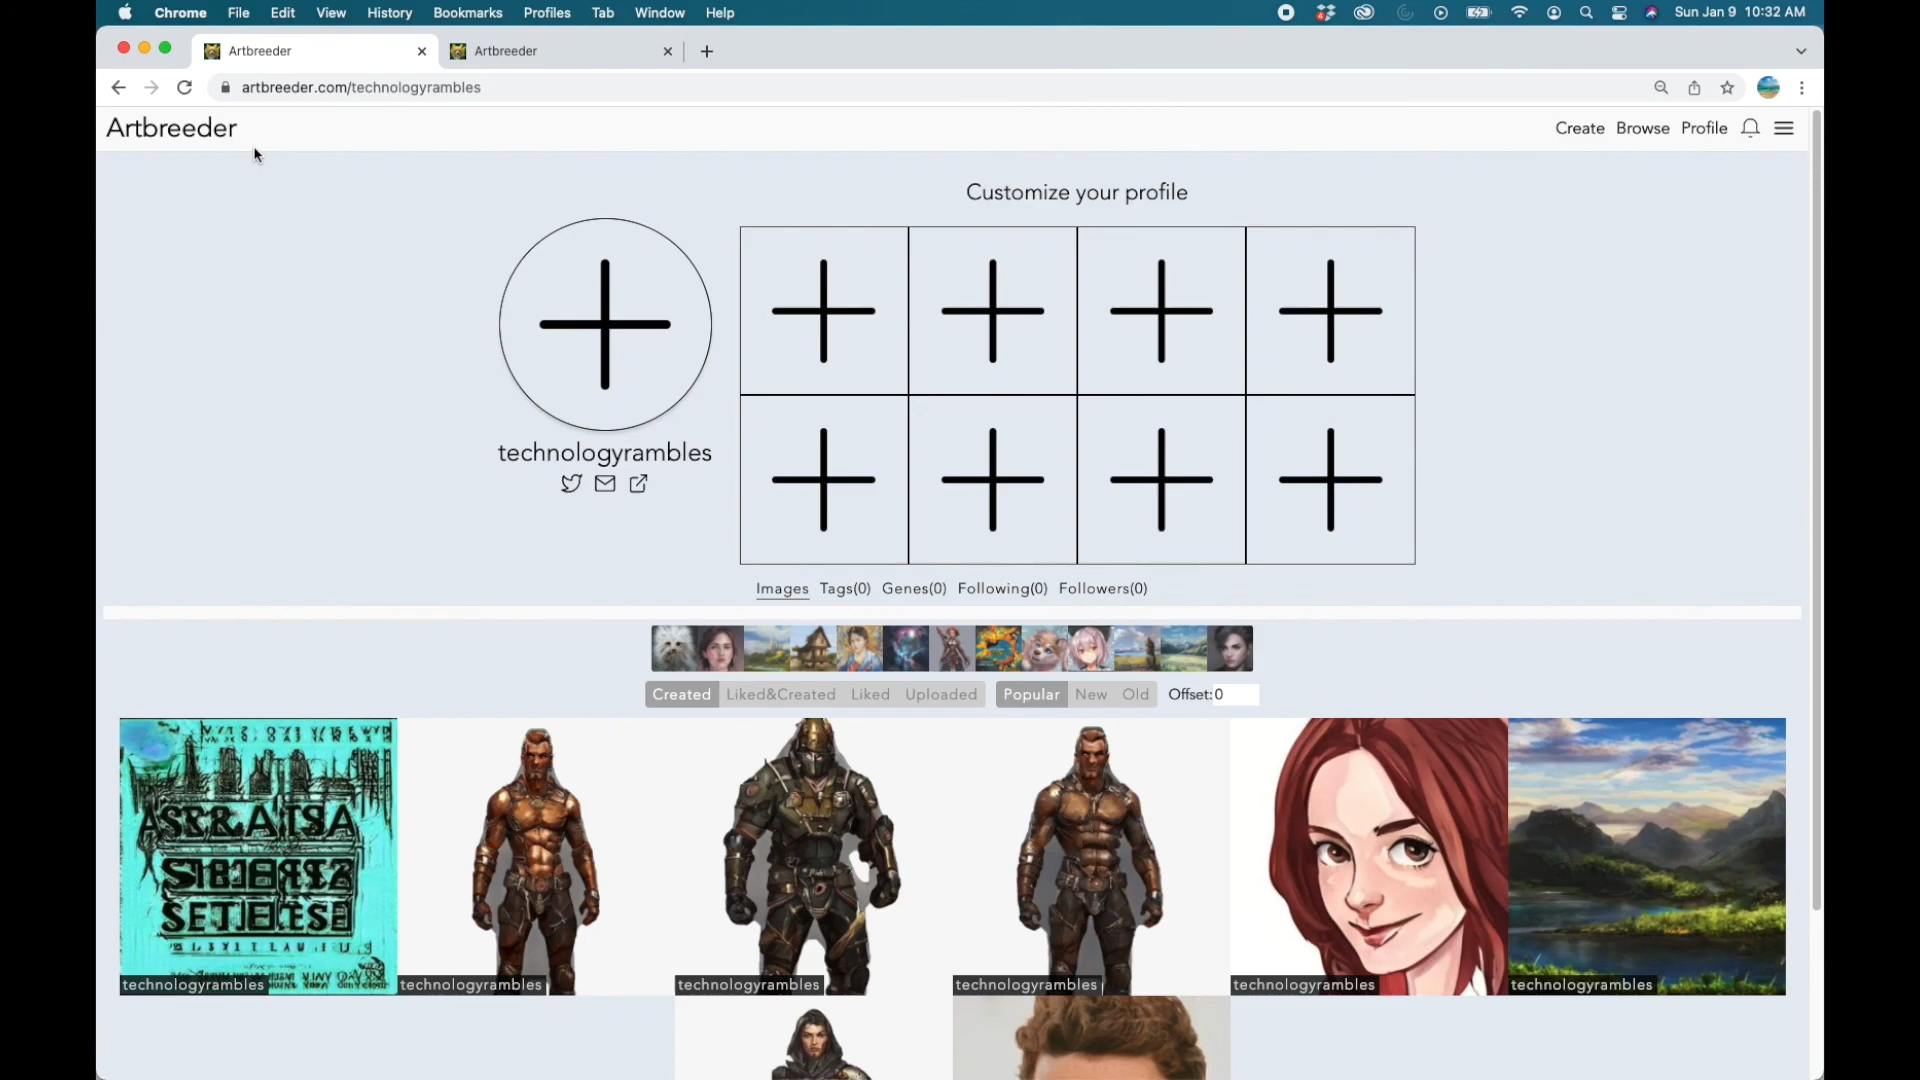 Chrome File Edit View History Bookmarks Profiles Tab Window Help
4
Sun Jan 9 10:32 AM
Artbreeder
Artbreeder
artbreeder.com/technologyrambles
Artbreeder
Create Browse Profile
Customize your profile
technologyrambles
Images Tags(0) Genes(0) Following(0) Followers(0)
Created Liked&Created Liked Uploaded Popular New Old Offset: 0
technologyrambles technologyrambles technologyrambles technologyrambles technologyrambles technologyrambles